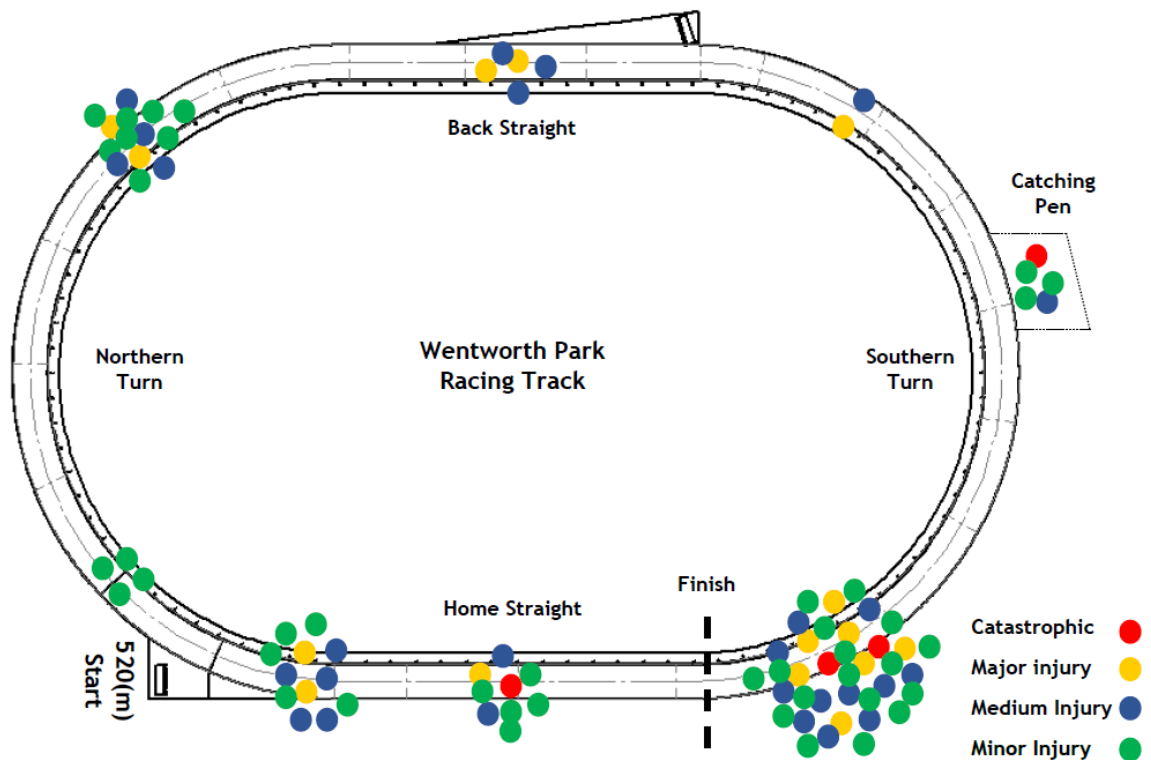 Back Straight
Catching
Pen
Northern
Turn
Wentworth Park
Racing Track
Southern
Turn
Finish
Home Straight
520(m)
Start
Catastrophic
Major injury
Medium Injury
Minor Injury